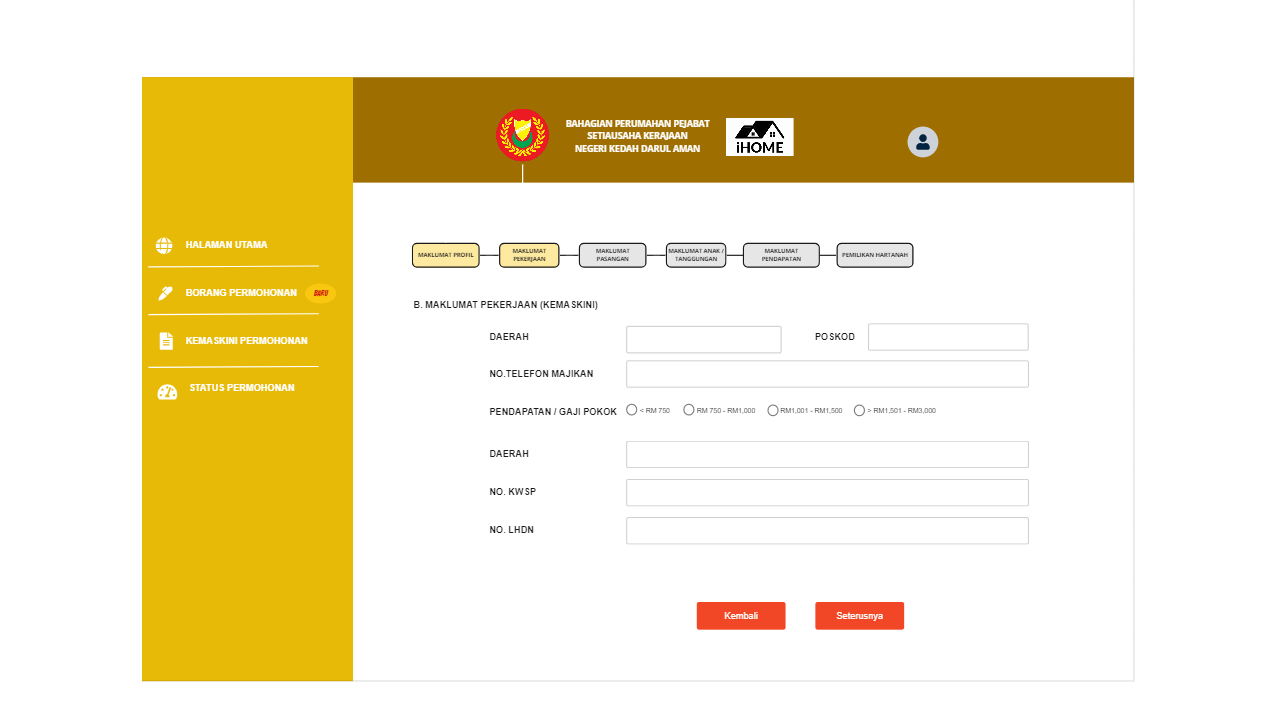 BAHAGIAN PERUMAHAN PEJABAT
SETIAUSAHA KERAJAAN
NEGERI KEDAH DARUL AMAN
iHOME
HALAMAN UTAMA
BORANG PERMOHONAN BARU
KEMASKINI PERMOHONAN
STATUS PERMOHONAN
MAKLUMAT PROFIL
MAKLUMAT
PEKERJAAN
MAKLUMAT
PASANGAN
MAKLUMAT ANAK /
TANGGUNGAN
MAKLUMAT
PENDAPATAN
PEMILIKAN HARTANAH
B. MAKLUMAT PEKERJAAN (KEMASKINI)
DAERAH
POSKOD
NO.TELEFON MAJIKAN
PENDAPATAN / GAJI POKOK < RM 750 RM 750 - RM1,000 RM1,001 - RM1,500 > RM1,501 - RM3,000
DAERAH
NO. KWSP
NO. LHDN
Kembali
Seterusnya